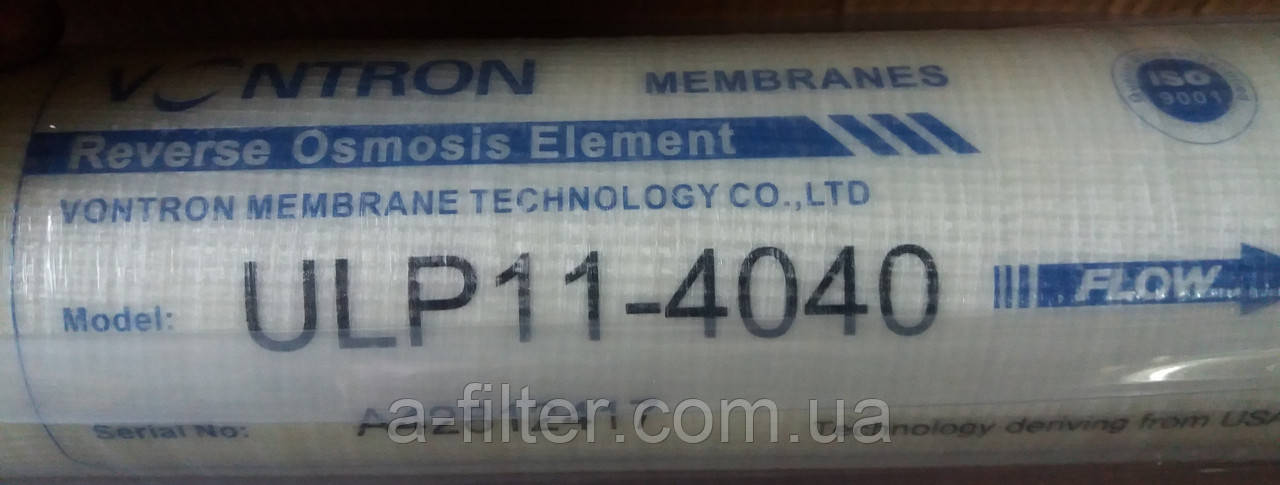 VONTRON MEMBRANES
ISO
9001
Reverse Osmosis Element
VONTRON MEMBRANE TECHNOLOGY CO.,LTD
Model: ULP11-4040
FLOW
a-filter.com.ua
Serial No:
Technology deriving from USA